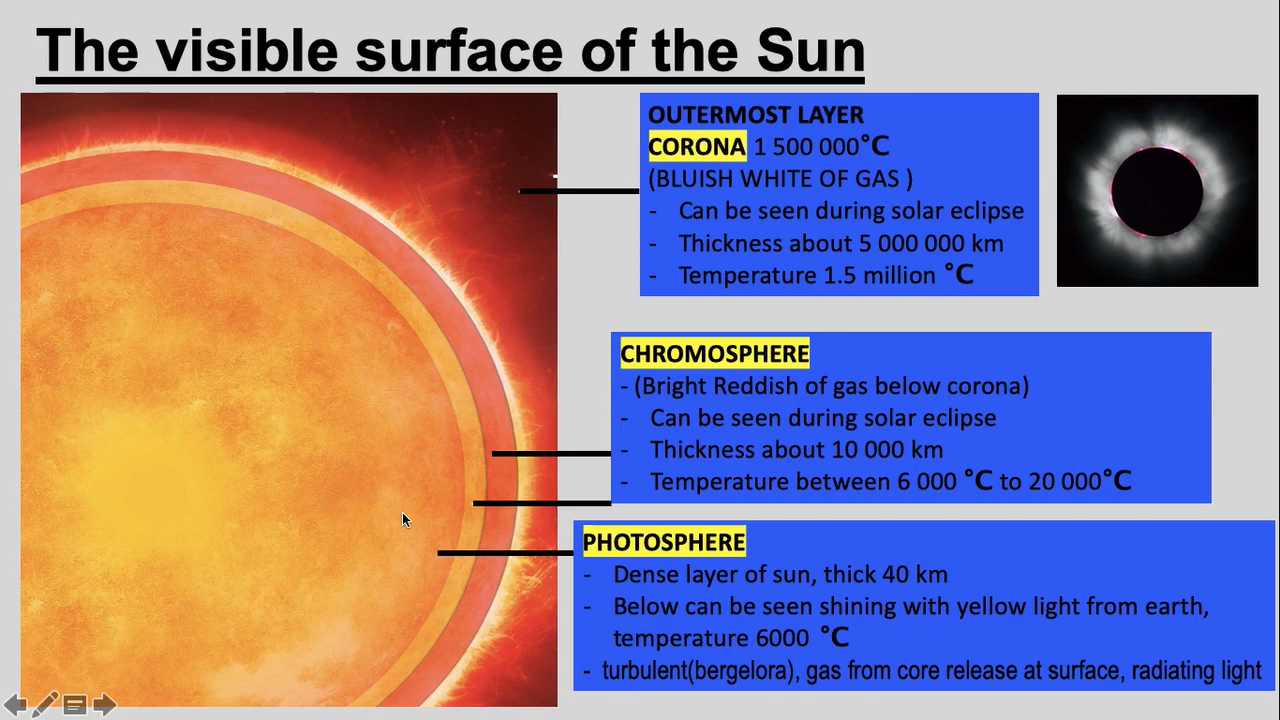 The visible surface of the Sun
OUTERMOST LAYER
CORONA 1 500 000°C
(BLUISH WHITE OF GAS )
- Can be seen during solar eclipse
- Thickness about 5 000 000 km
- Temperature 1.5 million °C
CHROMOSPHERE
- (Bright Reddish of gas below corona)
- Can be seen during solar eclipse
- Thickness about 10 000 km
- Temperature between 6 000 °C to 20 000°C
PHOTOSPHERE
- Dense layer of sun, thick 40 km
- Below can be seen shining with yellow light from earth,
temperature 6000 °C
- turbulent(bergelora), gas from core release at surface, radiating light